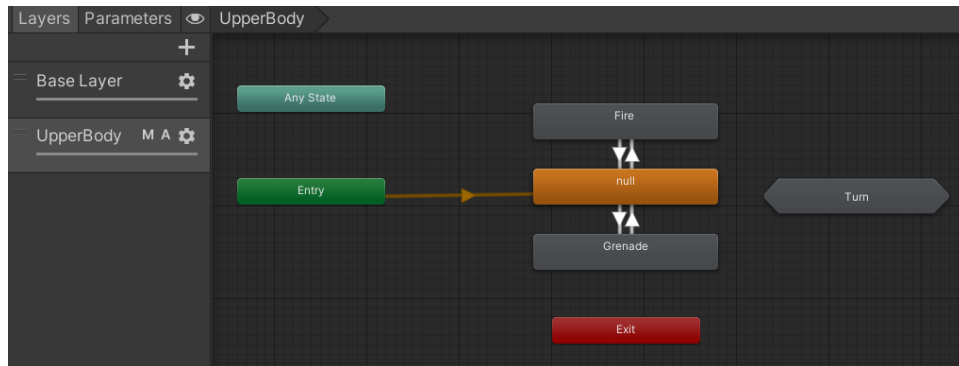 Layers Parameters UpperBody
Base Layer
UpperBody M A
Any State
Fire
null
Entry
Turn
Grenade
Exit